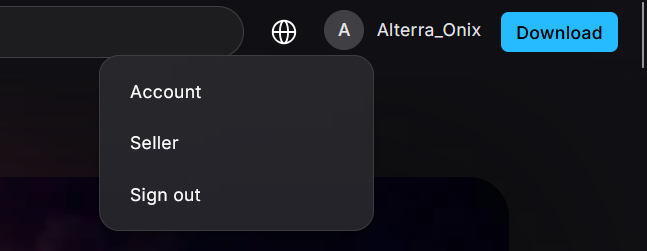 A Alterra_Onix Download
Account
Seller
Sign out